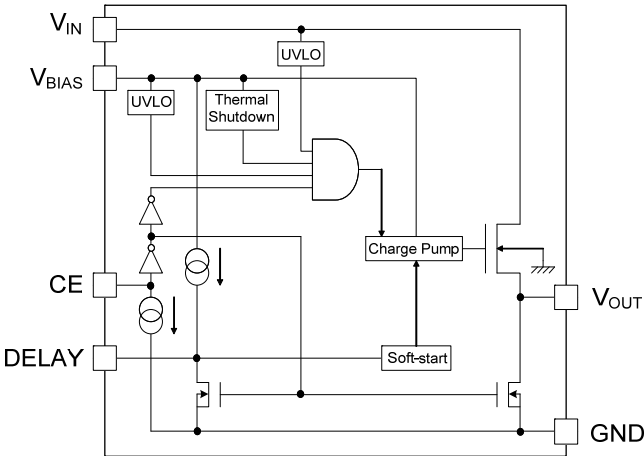 VIN
UVLO
VBIAS
UVLO
Thermal
Shutdown
Charge Pump
CE
VOUT
DELAY
Soft-start
GND